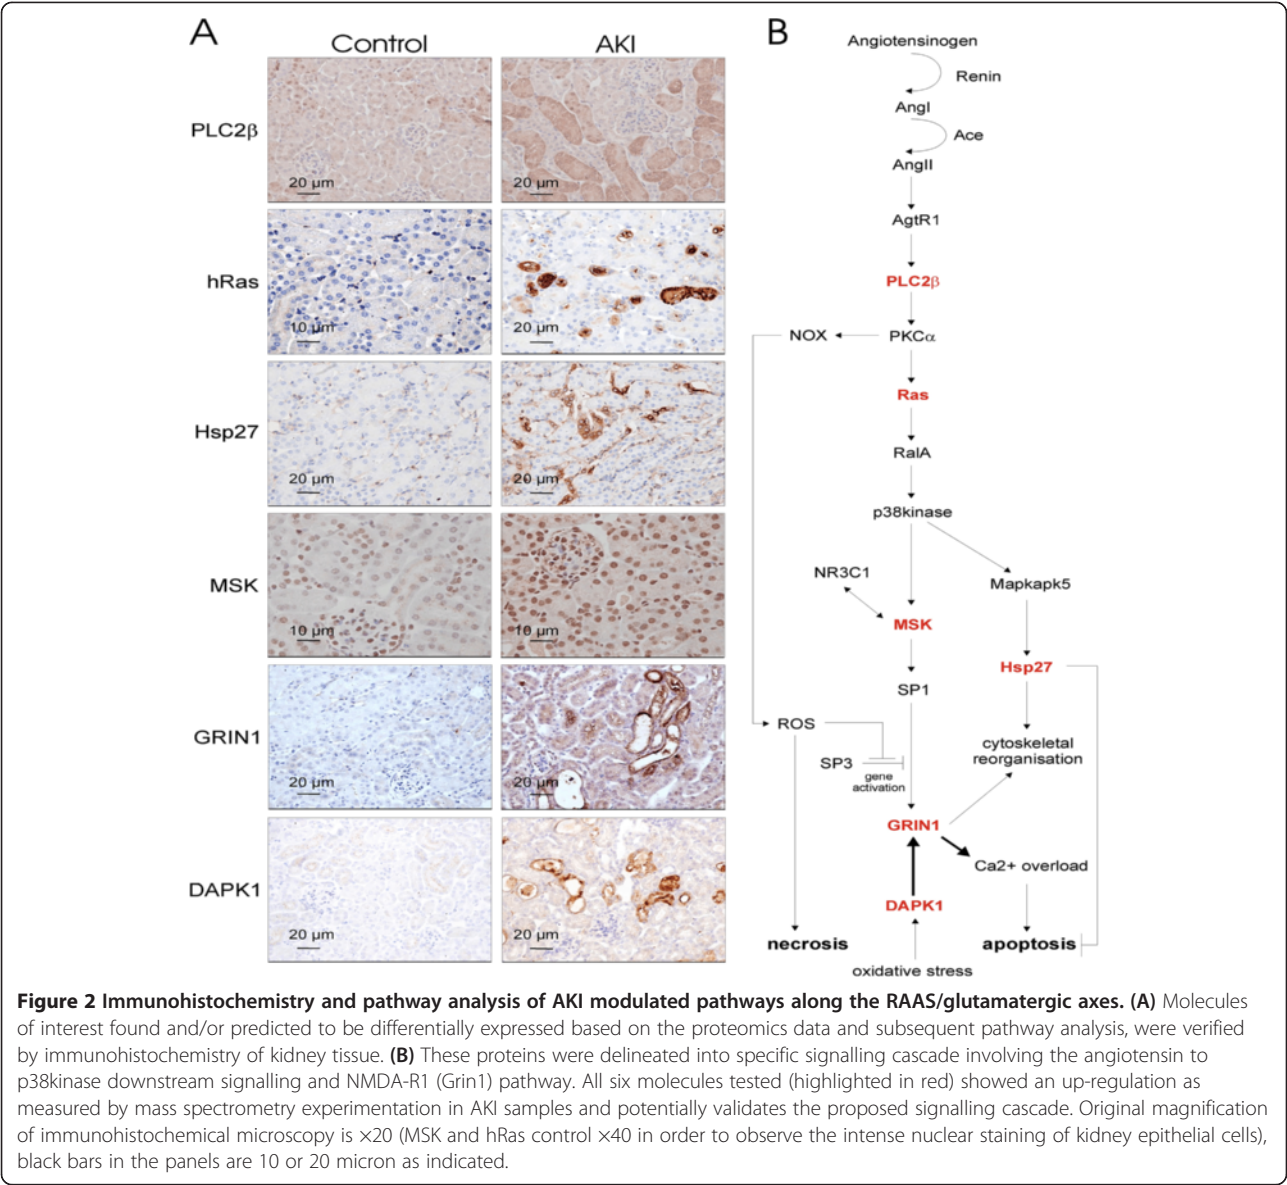 A
Control
AKI
PLC2β
20 µm
20 µm
hRas
10 µm
20 µm
Hsp27
20 µm
20 µm
MSK
10 µm
10 µm
GRIN1
20 µm
20 µm
DAPK1
20 µm
20 µm
B
Angiotensinogen
Renin
AngI
Ace
AngII
AgtR1
PLC2β
NOX
PKCα
Ras
RalA
p38kinase
NR3C1
Mapkapk5
MSK
Hsp27
SP1
ROS
cytoskeletal
reorganisation
SP3
gene
activation
GRIN1
Ca2+ overload
DAPK1
necrosis
apoptosis
oxidative stress
Figure 2 Immunohistochemistry and pathway analysis of AKI modulated pathways along the RAAS/glutamatergic axes. (A) Molecules
of interest found and/or predicted to be differentially expressed based on the proteomics data and subsequent pathway analysis, were verified
by immunohistochemistry of kidney tissue. (B) These proteins were delineated into specific signalling cascade involving the angiotensin to
p38kinase downstream signalling and NMDA-R1 (Grin1) pathway. All six molecules tested (highlighted in red) showed an up-regulation as
measured by mass spectrometry experimentation in AKI samples and potentially validates the proposed signalling cascade. Original magnification
of immunohistochemical microscopy is ×20 (MSK and hRas control ×40 in order to observe the intense nuclear staining of kidney epithelial cells),
black bars in the panels are 10 or 20 micron as indicated.